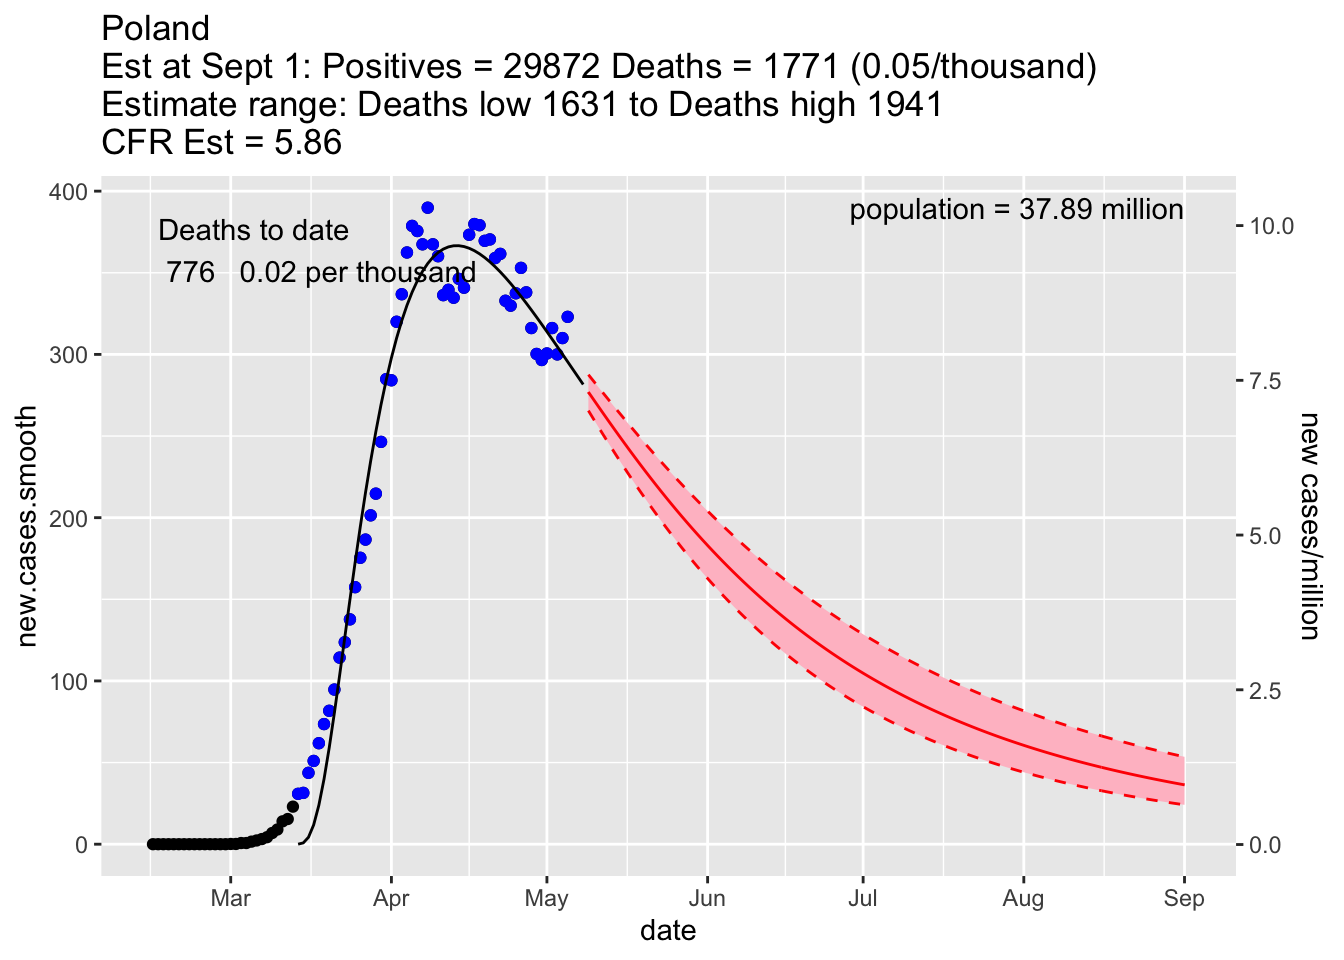 Poland
Est at Sept 1: Positives = 29872 Deaths = 1771 (0.05/thousand)
Estimate range: Deaths low 1631 to Deaths high 1941
CFR Est = 5.86
400
300
200
100
0
new.cases.smooth
Deaths to date
776 0.02 per thousand
population = 37.89 million
10.0
7.5
5.0
2.5
0.0
new cases/million
Mar Apr May Jun Jul Aug Sep
date